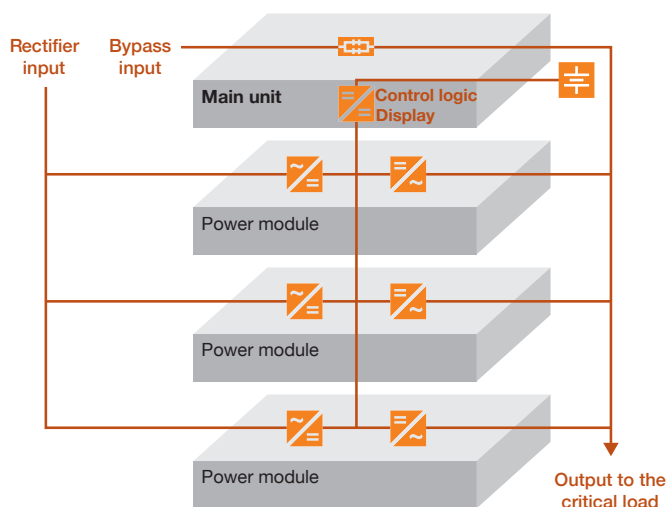 Rectifier
input
Bypass
input
Main unit
Control logic
Display
Power module
Power module
Power module
Output to the
critical load